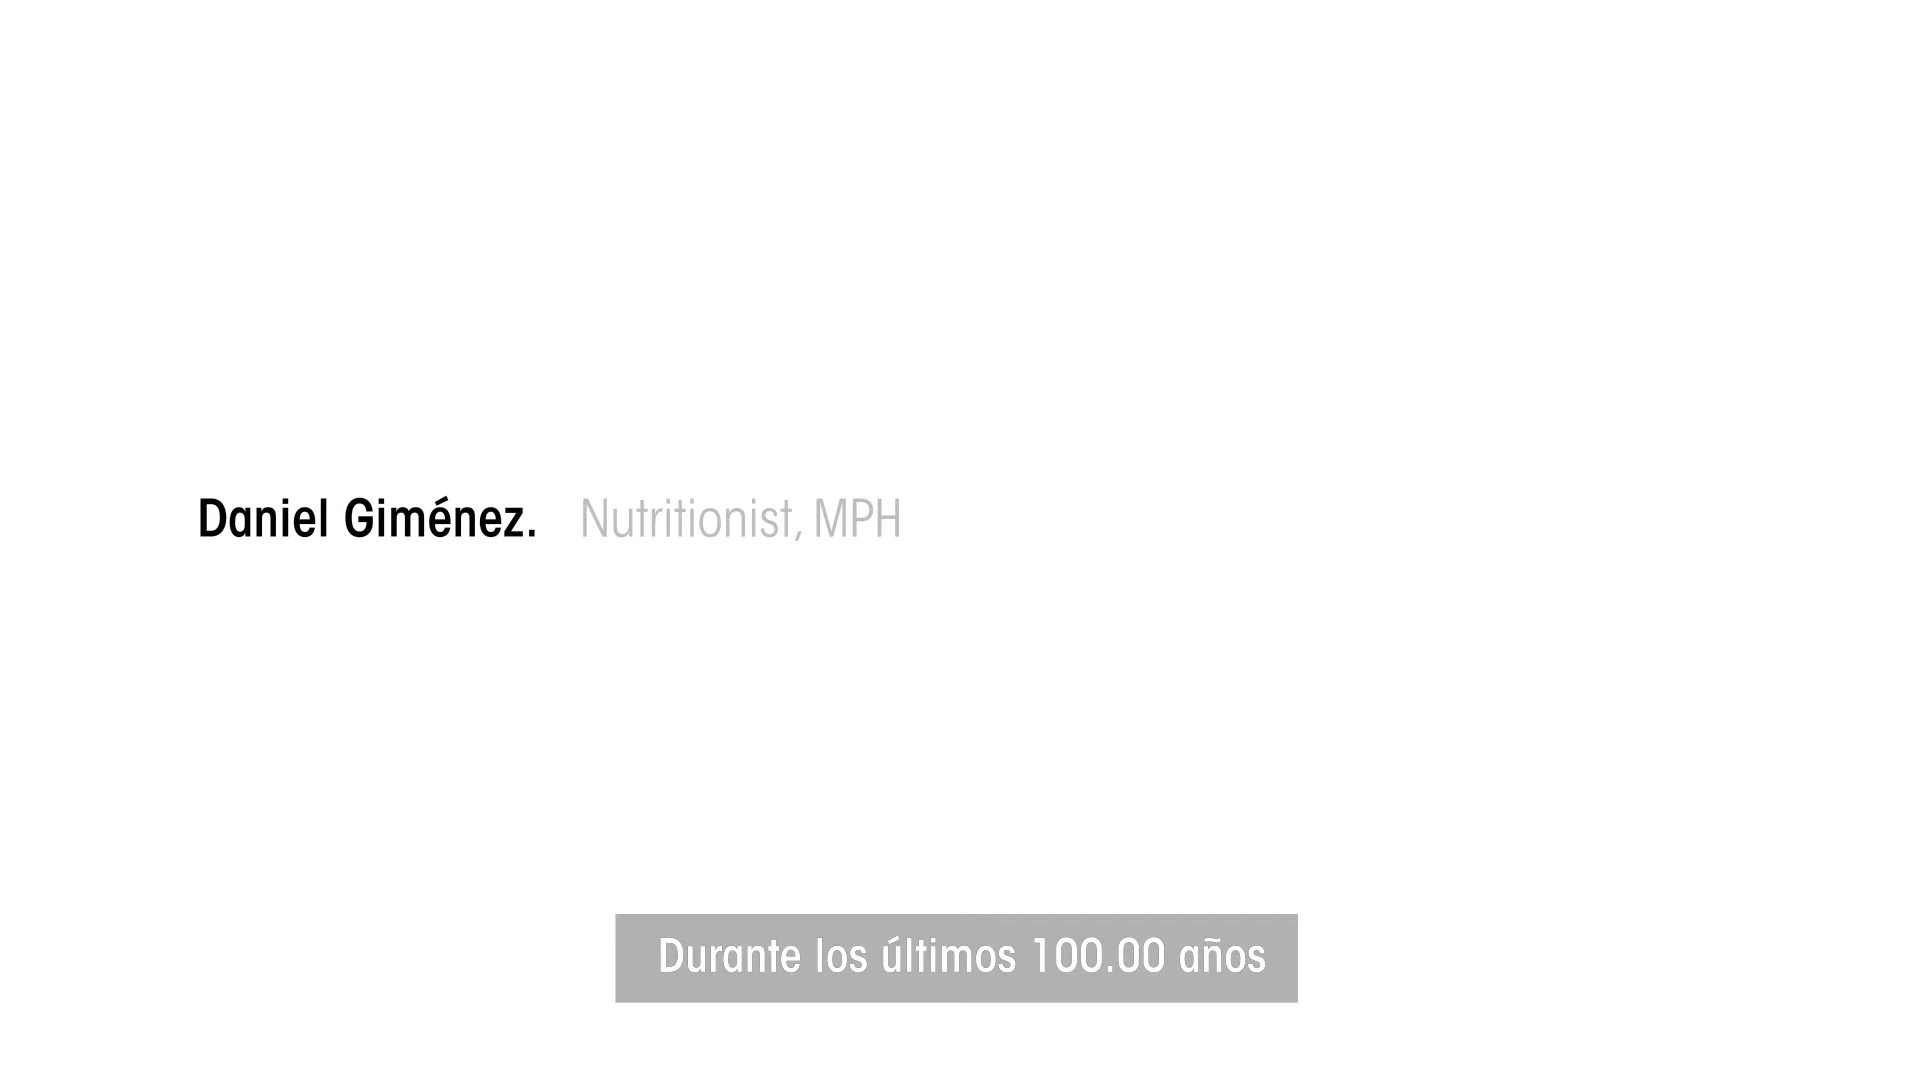 Daniel Giménez. Nutritionist, MPH
Durante los últimos 100.00 años